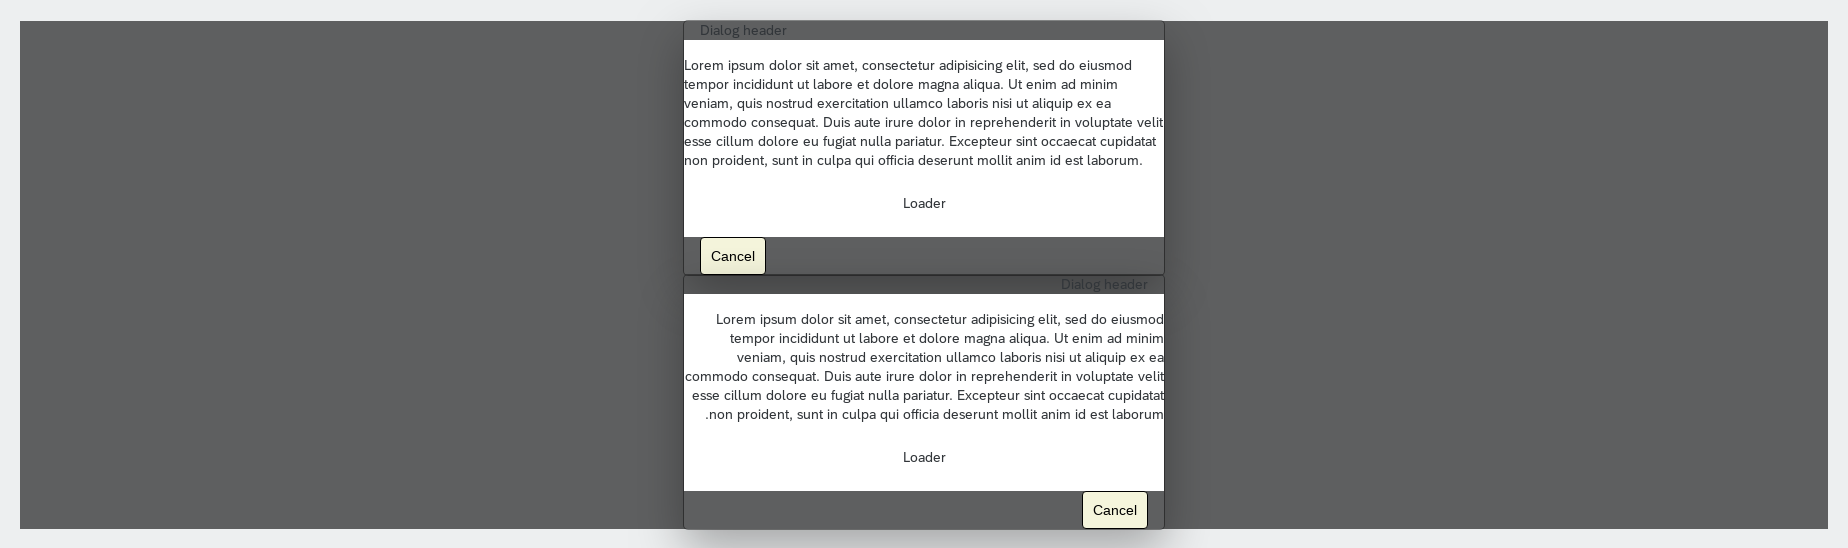 Dialog header
Lorem ipsum dolor sit amet, consectetur adipisicing elit, sed do eiusmod
tempor incididunt ut labore et dolore magna aliqua. Ut enim ad minim
veniam, quis nostrud exercitation ullamco laboris nisi ut aliquip ex ea
commodo consequat. Duis aute irure dolor in reprehenderit in voluptate velit
esse cillum dolore eu fugiat nulla pariatur. Excepteur sint occaecat cupidatat
non proident, sunt in culpa qui officia deserunt mollit anim id est laborum.
Loader
Cancel
Dialog header
Lorem ipsum dolor sit amet, consectetur adipisicing elit, sed do eiusmod
tempor incididunt ut labore et dolore magna aliqua. Ut enim ad minim
veniam, quis nostrud exercitation ullamco laboris nisi ut aliquip ex ea
commodo consequat. Duis aute irure dolor in reprehenderit in voluptate velit
esse cillum dolore eu fugiat nulla pariatur. Excepteur sint occaecat cupidatat
.non proident, sunt in culpa qui officia deserunt mollit anim id est laborum
Loader
Cancel